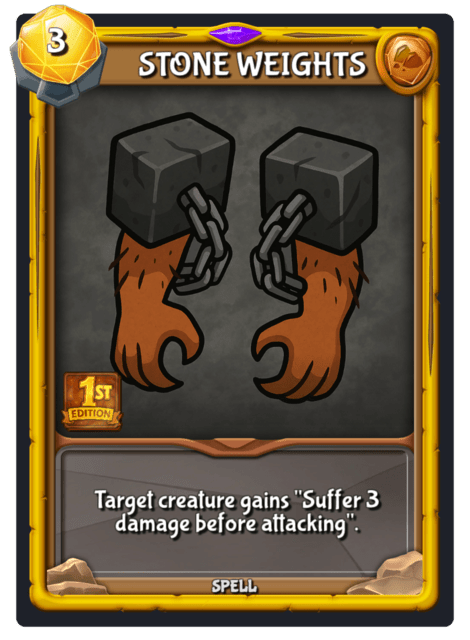 3
STONE WEIGHTS
1ST
EDITION
Target creature gains "Suffer 3
damage before attacking".
SPELL